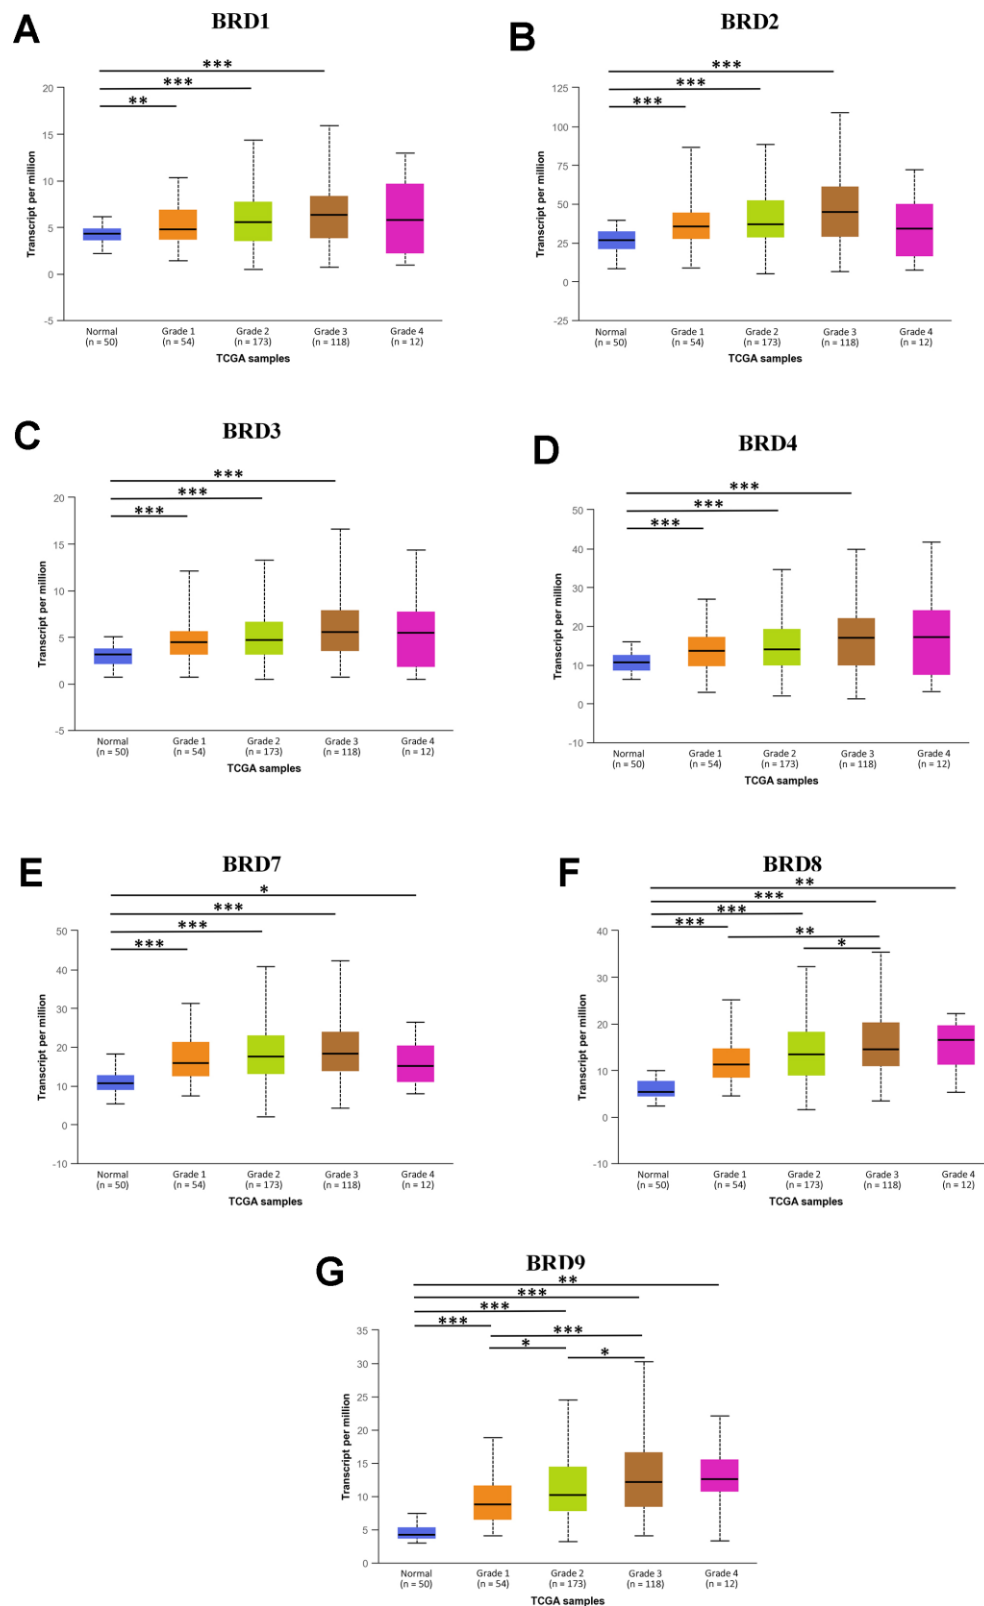 A
BRD1
***
***
**
20
15
10
5
0
-5
Transcript per million
Normal
(n = 50)
Grade 1
(n = 54)
Grade 2
(n = 173)
Grade 3
(n = 118)
Grade 4
(n = 12)
TCGA samples
B
BRD2
***
***
***
125
100
75
50
25
0
-25
Transcript per million
Normal
(n = 50)
Grade 1
(n = 54)
Grade 2
(n = 173)
Grade 3
(n = 118)
Grade 4
(n = 12)
TCGA samples
C
BRD3
***
***
***
20
15
10
5
0
-5
Transcript per million
Normal
(n = 50)
Grade 1
(n = 54)
Grade 2
(n = 173)
Grade 3
(n = 118)
Grade 4
(n = 12)
TCGA samples
D
BRD4
***
***
***
50
40
30
20
10
0
-10
Transcript per million
Normal
(n = 50)
Grade 1
(n = 54)
Grade 2
(n = 173)
Grade 3
(n = 118)
Grade 4
(n = 12)
TCGA samples
E
BRD7
*
***
***
***
50
40
30
20
10
0
-10
Transcript per million
Normal
(n = 50)
Grade 1
(n = 54)
Grade 2
(n = 173)
Grade 3
(n = 118)
Grade 4
(n = 12)
TCGA samples
F
BRD8
**
***
***
***
**
*
40
30
20
10
0
-10
Transcript per million
Normal
(n = 50)
Grade 1
(n = 54)
Grade 2
(n = 173)
Grade 3
(n = 118)
Grade 4
(n = 12)
TCGA samples
G
BRD9
**
***
***
***
***
*
*
35
30
25
20
15
10
5
0
Transcript per million
Normal
(n = 50)
Grade 1
(n = 54)
Grade 2
(n = 173)
Grade 3
(n = 118)
Grade 4
(n = 12)
TCGA samples